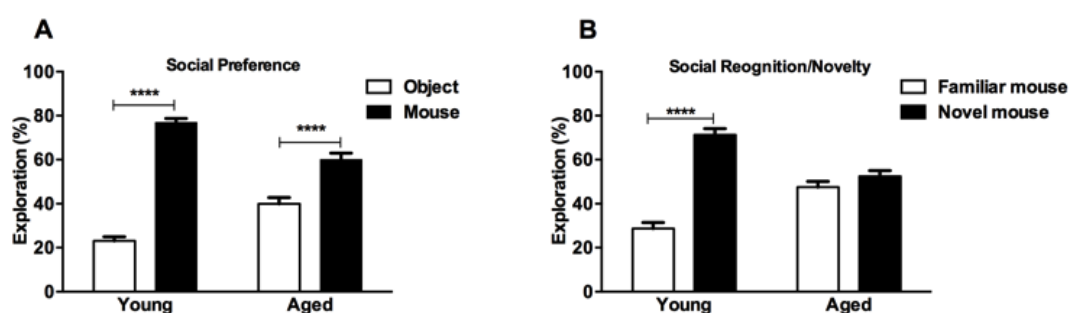 A
Social Preference
Exploration (%)
100
80
60
40
20
0
****
****
Object
Mouse
Young
Aged
B
Social Reognition/Novelty
Exploration (%)
100
80
60
40
20
0
****
Familiar mouse
Novel mouse
Young
Aged